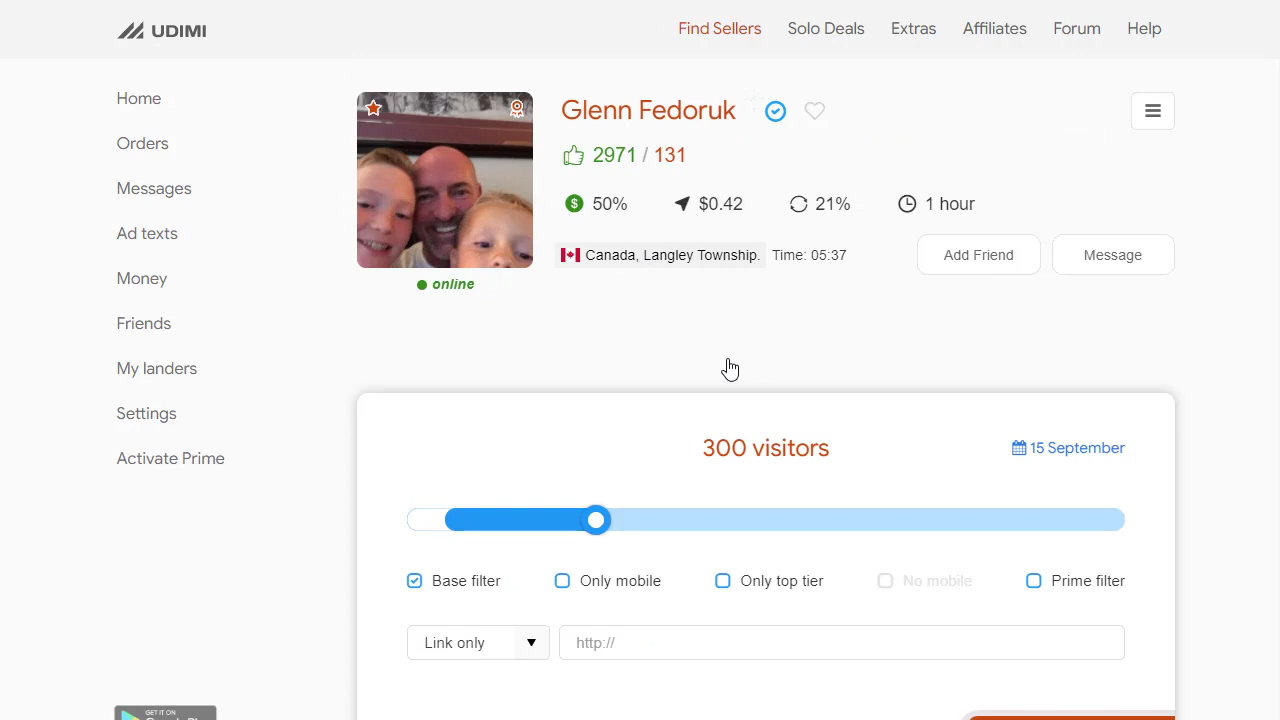 UDIMI
Find Sellers Solo Deals Extras Affiliates Forum Help
Home
Orders
Messages
Ad texts
Money
Friends
My landers
Settings
Activate Prime
Glenn Fedoruk
2971 / 131
50% $0.42 21% 1 hour
Canada, Langley Township. Time: 05:37
Add Friend Message
online
300 visitors
15 September
Base filter Only mobile Only top tier No mobile Prime filter
Link only http://
GET IT ON